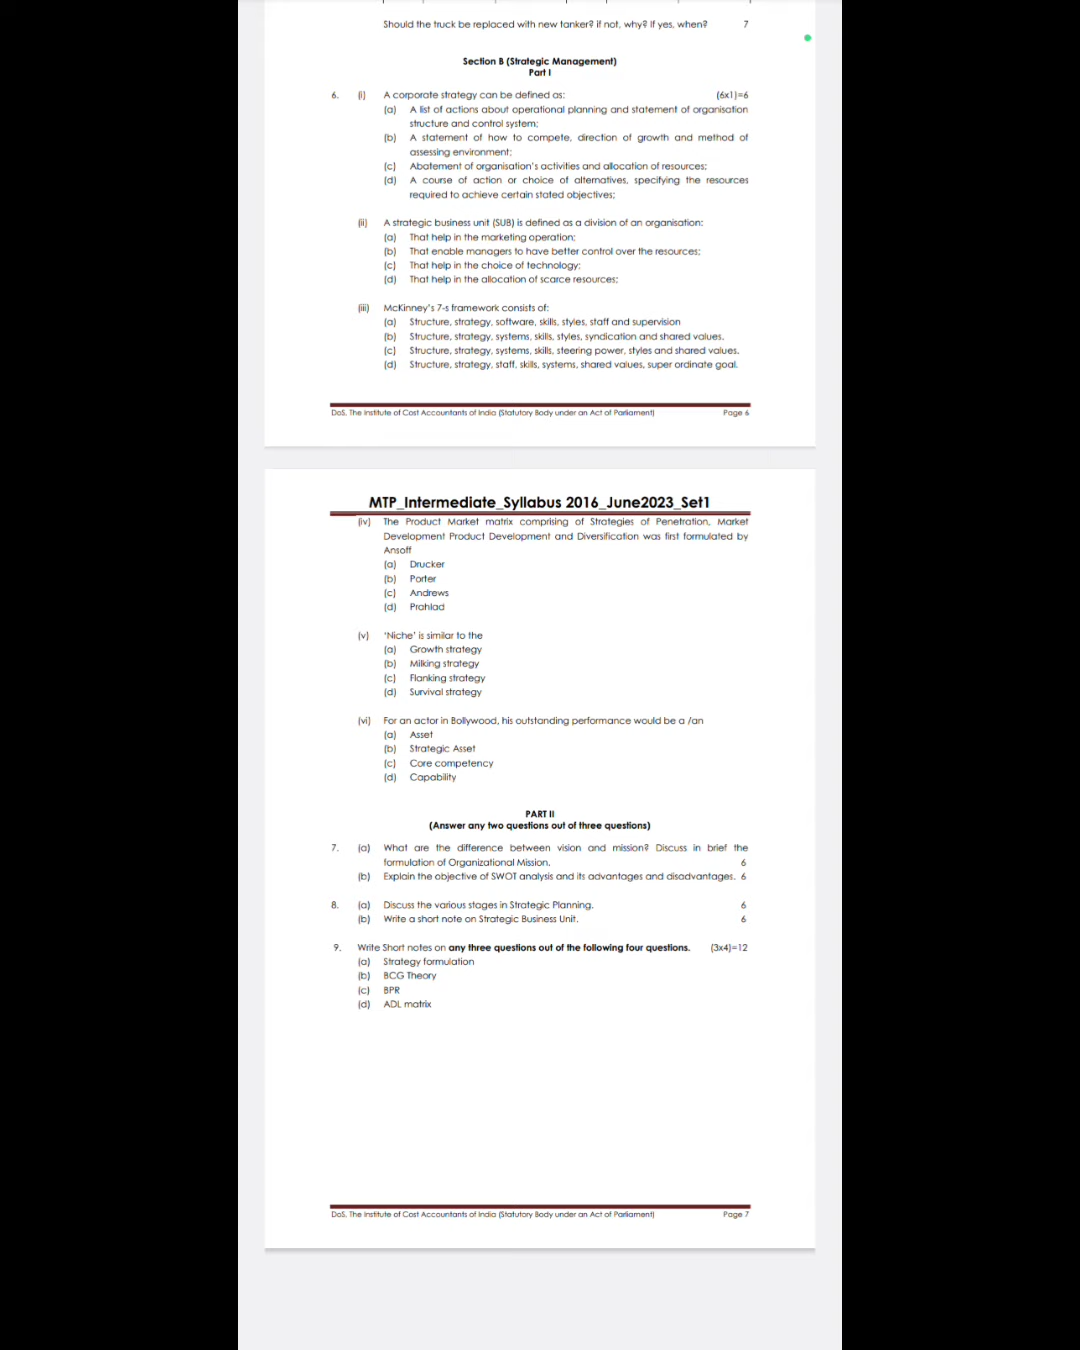 Should the truck be replaced with new tanker? if not, why? If yes, when? 7
Section B (Strategic Management)
Part I
6. (i) A corporate strategy can be defined as: (6x1)=6
(a) A list of actions about operational planning and statement of organisation
structure and control system;
(b) A statement of how to compete, direction of growth and method of
assessing environment;
(c) Abatement of organisation's activities and allocation of resources;
(d) A course of action or choice of alternatives, specifying the resources
required to achieve certain stated objectives;
(ii) A strategic business unit (SUB) is defined as a division of an organisation:
(a) That help in the marketing operation;
(b) That enable managers to have better control over the resources;
(c) That help in the choice of technology;
(d) That help in the allocation of scarce resources;
(iii) McKinney's 7-s framework consists of:
(a) Structure, strategy, software, skills, styles, staff and supervision
(b) Structure, strategy, systems, skills, styles, syndication and shared values.
(c) Structure, strategy, systems, skills, steering power, styles and shared values.
(d) Structure, strategy, staff, skills, systems, shared values, super ordinate goal.
DoS, The Institute of Cost Accountants of India (Statutory Body under an Act of Parliament) Page 6
MTP_Intermediate_Syllabus 2016_June2023_Set1
(iv) The Product Market matrix comprising of Strategies of Penetration, Market
Development Product Development and Diversification was first formulated by
Ansoff
(a) Drucker
(b) Porter
(c) Andrews
(d) Prahlad
(v) 'Niche' is similar to the
(a) Growth strategy
(b) Milking strategy
(c) Flanking strategy
(d) Survival strategy
(vi) For an actor in Bollywood, his outstanding performance would be a /an
(a) Asset
(b) Strategic Asset
(c) Core competency
(d) Capability
PART II
(Answer any two questions out of three questions)
7. (a) What are the difference between vision and mission? Discuss in brief the
formulation of Organizational Mission. 6
(b) Explain the objective of SWOT analysis and its advantages and disadvantages. 6
8. (a) Discuss the various stages in Strategic Planning. 6
(b) Write a short note on Strategic Business Unit. 6
9. Write Short notes on any three questions out of the following four questions. (3x4)=12
(a) Strategy formulation
(b) BCG Theory
(c) BPR
(d) ADL matrix
DoS, The Institute of Cost Accountants of India (Statutory Body under an Act of Parliament) Page 7